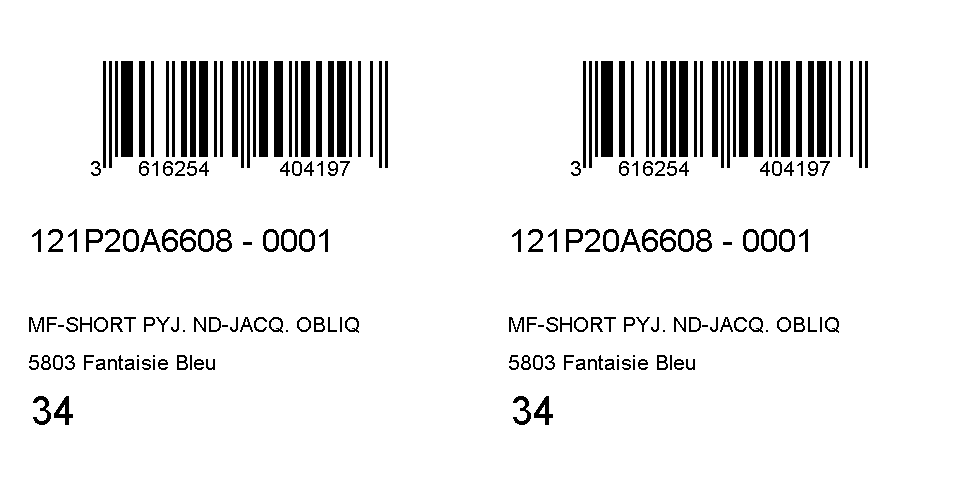 3 616254 404197
121P20A6608 - 0001
MF-SHORT PYJ. ND-JACQ. OBLIQ
5803 Fantaisie Bleu
34
3 616254 404197
121P20A6608 - 0001
MF-SHORT PYJ. ND-JACQ. OBLIQ
5803 Fantaisie Bleu
34